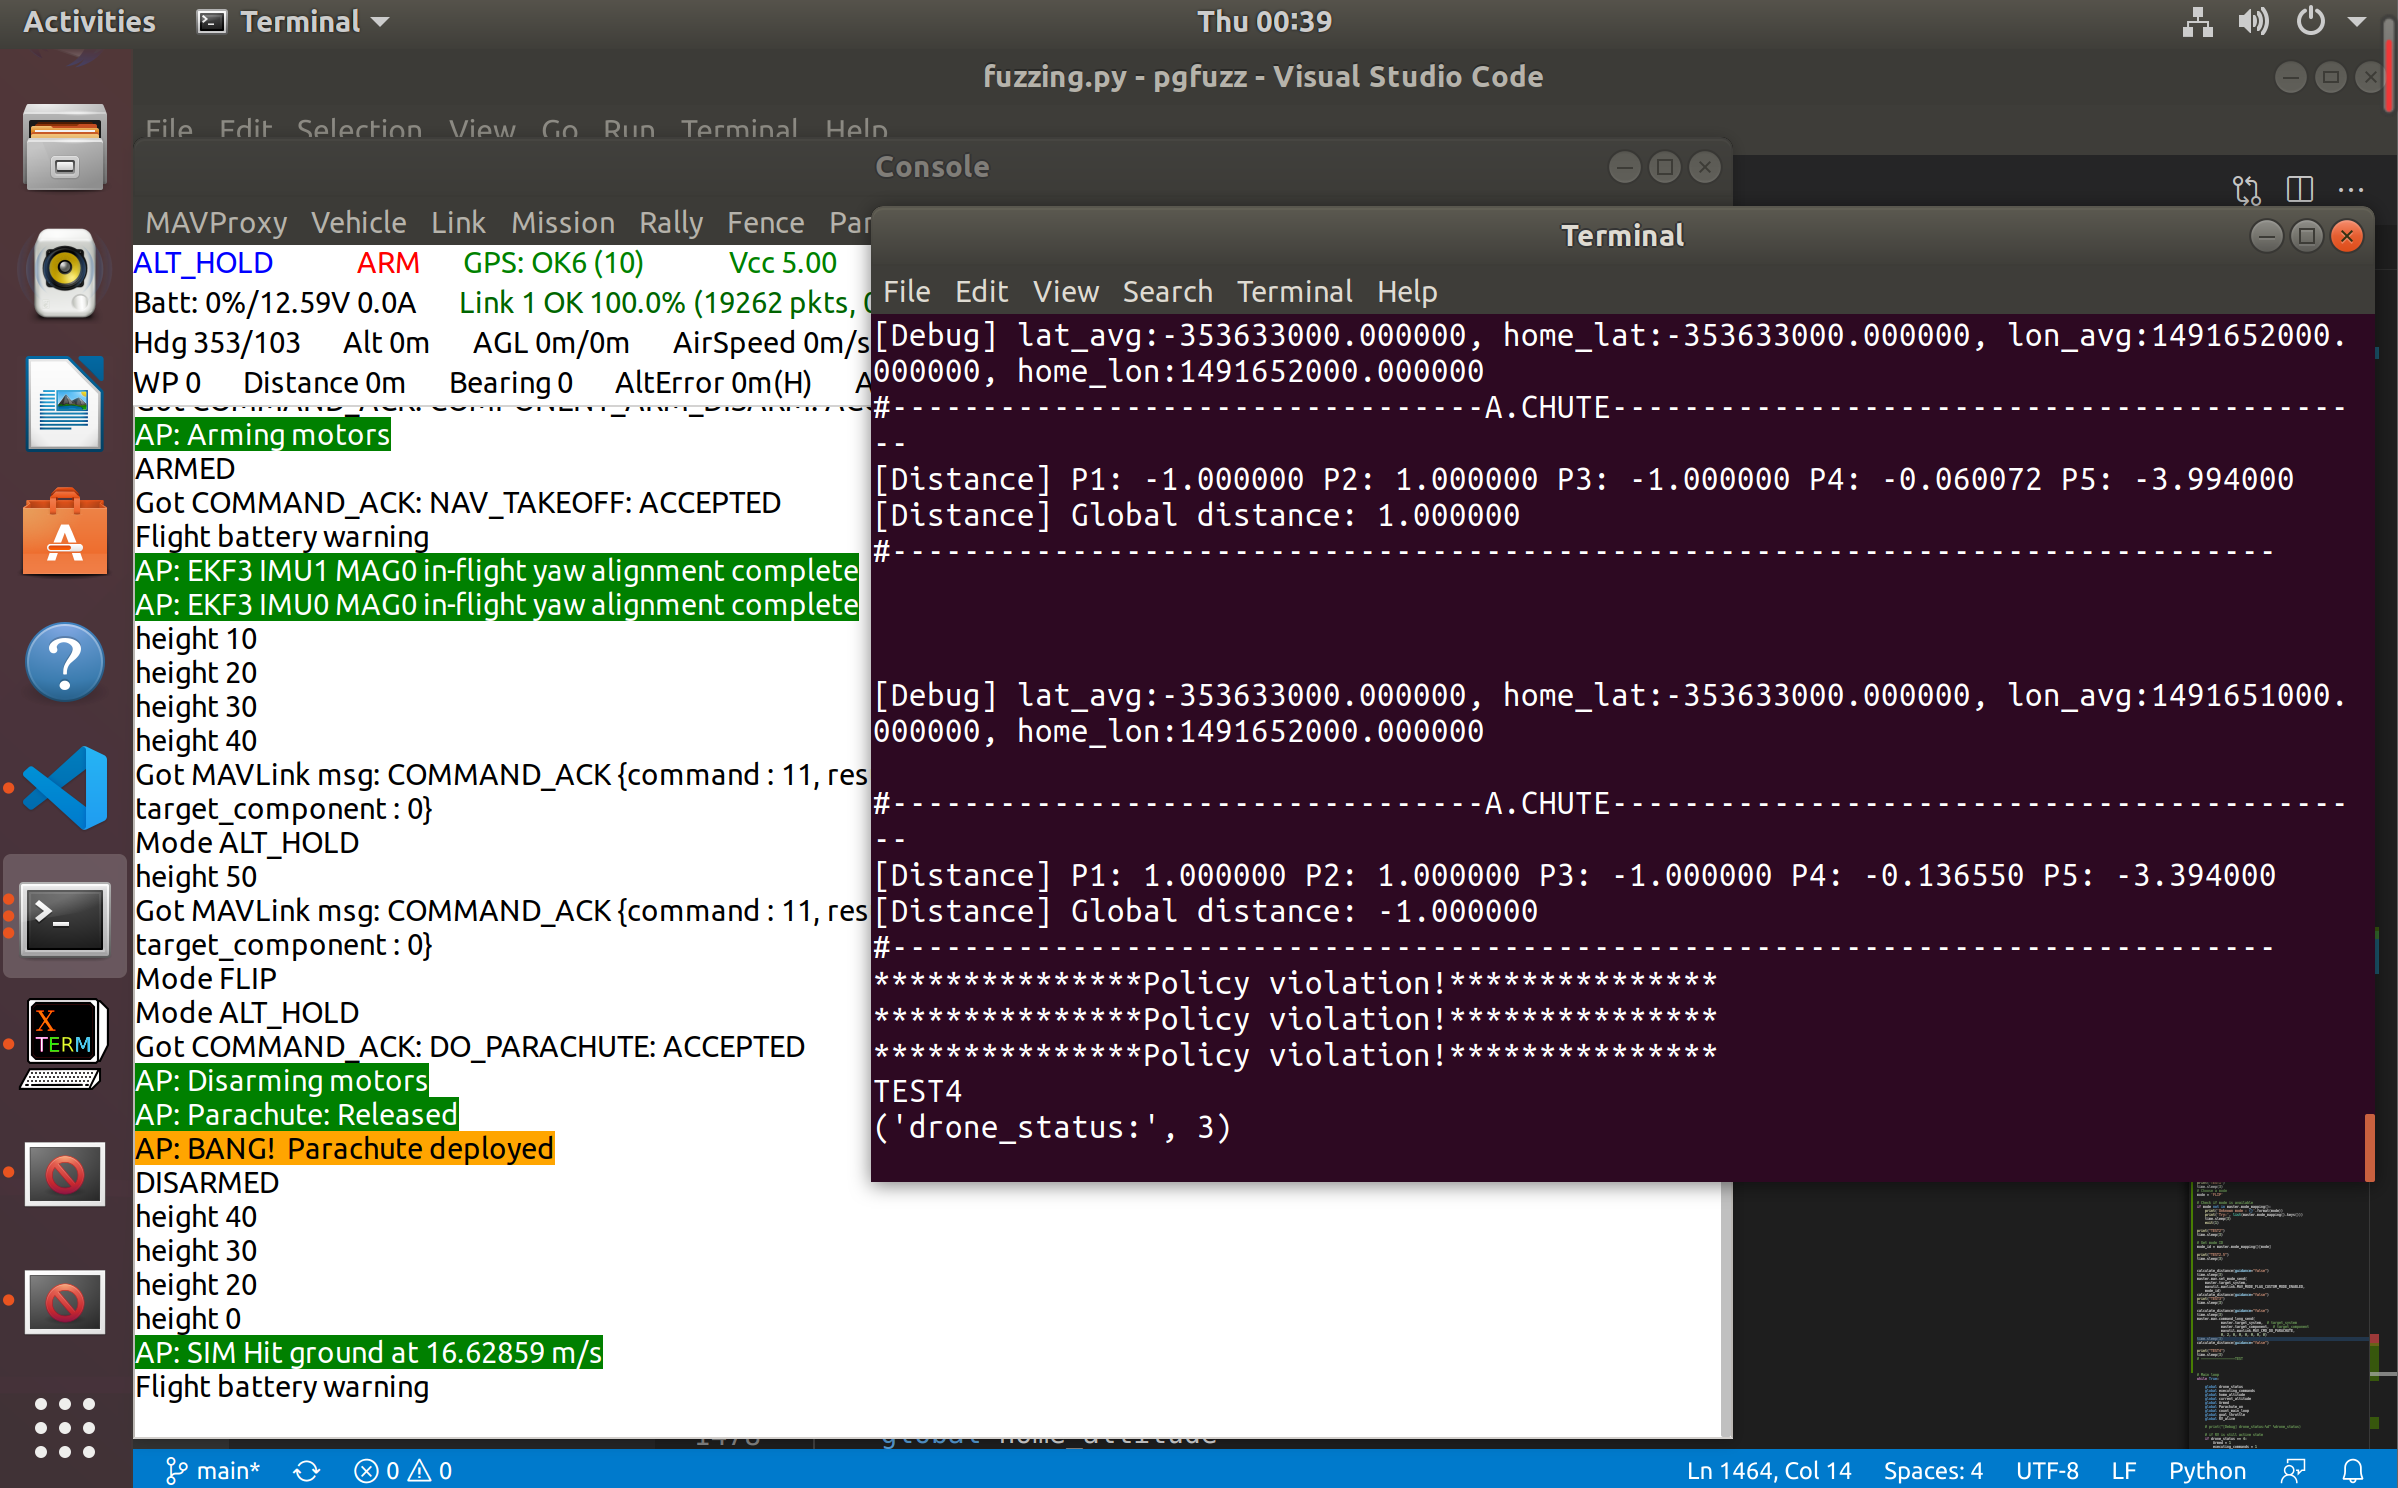 Activities
Terminal
Thu 00:39
fuzzing.py - pgfuzz - Visual Studio Code
File Edit Selection View Go Run Terminal Help
Console
MAVProxy Vehicle Link Mission Rally Fence Par
ALT_HOLD ARM GPS: OK6 (10) Vcc 5.00
Batt: 0%/12.59V 0.0A Link 1 OK 100.0% (19262 pkts,
Hdg 353/103 Alt 0m AGL 0m/0m AirSpeed 0m/s
WP 0 Distance 0m Bearing 0 AltError 0m(H) A
Got COMMAND_ACK: COMPONENT_ARM_DISARM: ACC
AP: Arming motors
ARMED
Got COMMAND_ACK: NAV_TAKEOFF: ACCEPTED
Flight battery warning
AP: EKF3 IMU1 MAG0 in-flight yaw alignment complete
AP: EKF3 IMU0 MAG0 in-flight yaw alignment complete
height 10
height 20
height 30
height 40
Got MAVLink msg: COMMAND_ACK {command : 11, res
target_component : 0}
Mode ALT_HOLD
height 50
Got MAVLink msg: COMMAND_ACK {command : 11, res
target_component : 0}
Mode FLIP
Mode ALT_HOLD
Got COMMAND_ACK: DO_PARACHUTE: ACCEPTED
AP: Disarming motors
AP: Parachute: Released
AP: BANG! Parachute deployed
DISARMED
height 40
height 30
height 20
height 0
AP: SIM Hit ground at 16.62859 m/s
Flight battery warning
Terminal
File Edit View Search Terminal Help
[Debug] lat_avg:-353633000.000000, home_lat:-353633000.000000, lon_avg:1491652000.
000000, home_lon:1491652000.000000
#---------------------------------A.CHUTE-----------------------------------------
--
[Distance] P1: -1.000000 P2: 1.000000 P3: -1.000000 P4: -0.060072 P5: -3.994000
[Distance] Global distance: 1.000000
#-----------------------------------------------------------------------------
[Debug] lat_avg:-353633000.000000, home_lat:-353633000.000000, lon_avg:1491651000.
000000, home_lon:1491652000.000000
#---------------------------------A.CHUTE-----------------------------------------
--
[Distance] P1: 1.000000 P2: 1.000000 P3: -1.000000 P4: -0.136550 P5: -3.394000
[Distance] Global distance: -1.000000
#-----------------------------------------------------------------------------
***************Policy violation!***************
***************Policy violation!***************
***************Policy violation!***************
TEST4
('drone_status:', 3)
X
TERM
1478 global home_altitude
main* 0 0 Ln 1464, Col 14 Spaces: 4 UTF-8 LF Python